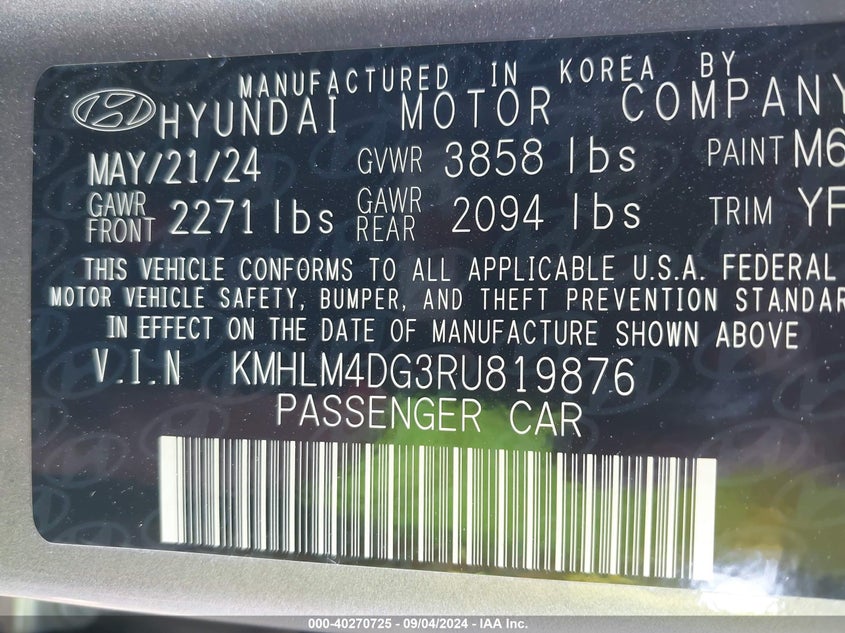 MANUFACTURED IN KOREA BY
HYUNDAI MOTOR COMPANY
MAY/21/24 GVWR 3858 lbs PAINT M6
GAWR FRONT 2271 lbs GAWR REAR 2094 lbs TRIM YF
THIS VEHICLE CONFORMS TO ALL APPLICABLE U.S.A. FEDERAL
MOTOR VEHICLE SAFETY, BUMPER, AND THEFT PREVENTION STANDAR
IN EFFECT ON THE DATE OF MANUFACTURE SHOWN ABOVE
V.I.N KMHLM4DG3RU819876
PASSENGER CAR
000-40270725 - 09/04/2024 - IAA Inc.